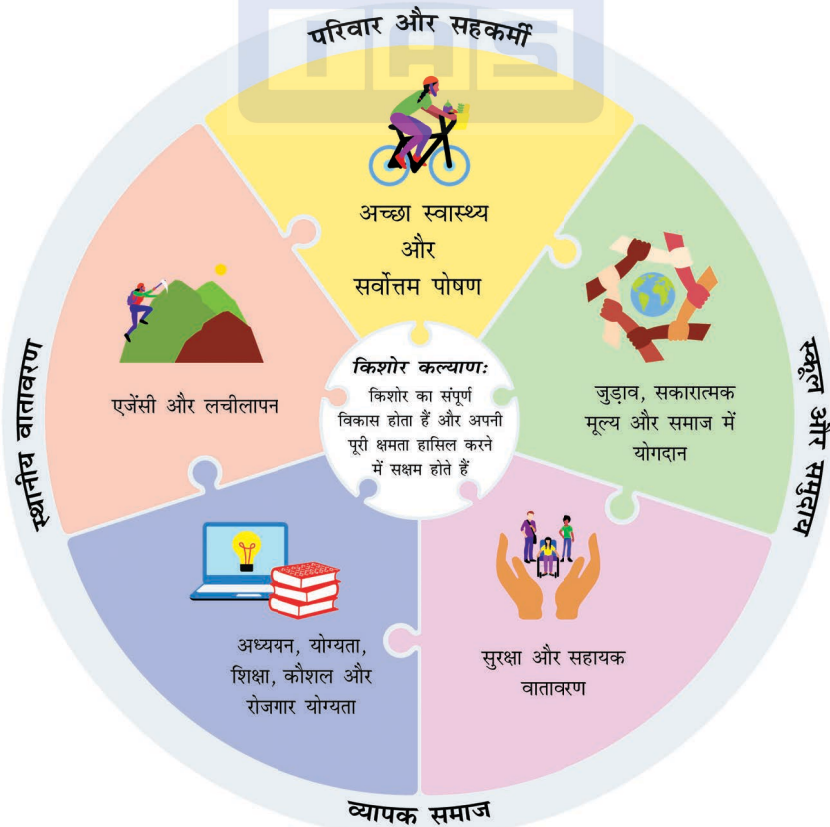 IAS
परिवार और सहकर्मी
अच्छा स्वास्थ्य
और
सर्वोत्तम पोषण
जुड़ाव, सकारात्मक
मूल्य और समाज में
योगदान
स्कूल और समुदाय
सुरक्षा और सहायक
वातावरण
व्यापक समाज
अध्ययन, योग्यता,
शिक्षा, कौशल और
रोजगार योग्यता
एजेंसी और लचीलापन
स्थानीय वातावरण
किशोर कल्याणः
किशोर का संपूर्ण
विकास होता हैं और अपनी
पूरी क्षमता हासिल करने
में सक्षम होते हैं